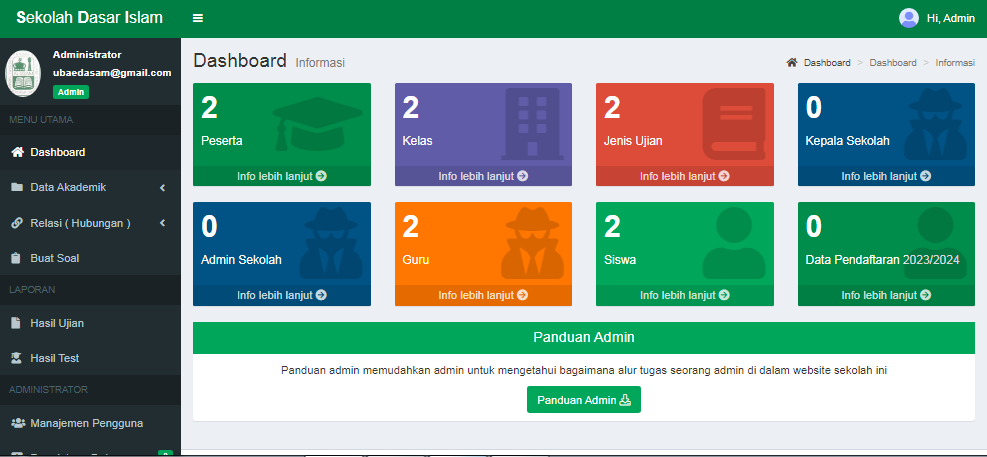 Sekolah Dasar Islam
Hi, Admin
Administrator
ubaedasam@gmail.com
Admin
MENU UTAMA
Dashboard
Data Akademik
Relasi ( Hubungan )
Buat Soal
LAPORAN
Hasil Ujian
Hasil Test
ADMINISTRATOR
Manajemen Pengguna
Dashboard Informasi
Dashboard > Dashboard > Informasi
2
Peserta
Info lebih lanjut
2
Kelas
Info lebih lanjut
2
Jenis Ujian
Info lebih lanjut
0
Kepala Sekolah
Info lebih lanjut
0
Admin Sekolah
Info lebih lanjut
2
Guru
Info lebih lanjut
2
Siswa
Info lebih lanjut
0
Data Pendaftaran 2023/2024
Info lebih lanjut
Panduan Admin
Panduan admin memudahkan admin untuk mengetahui bagaimana alur tugas seorang admin di dalam website sekolah ini
Panduan Admin